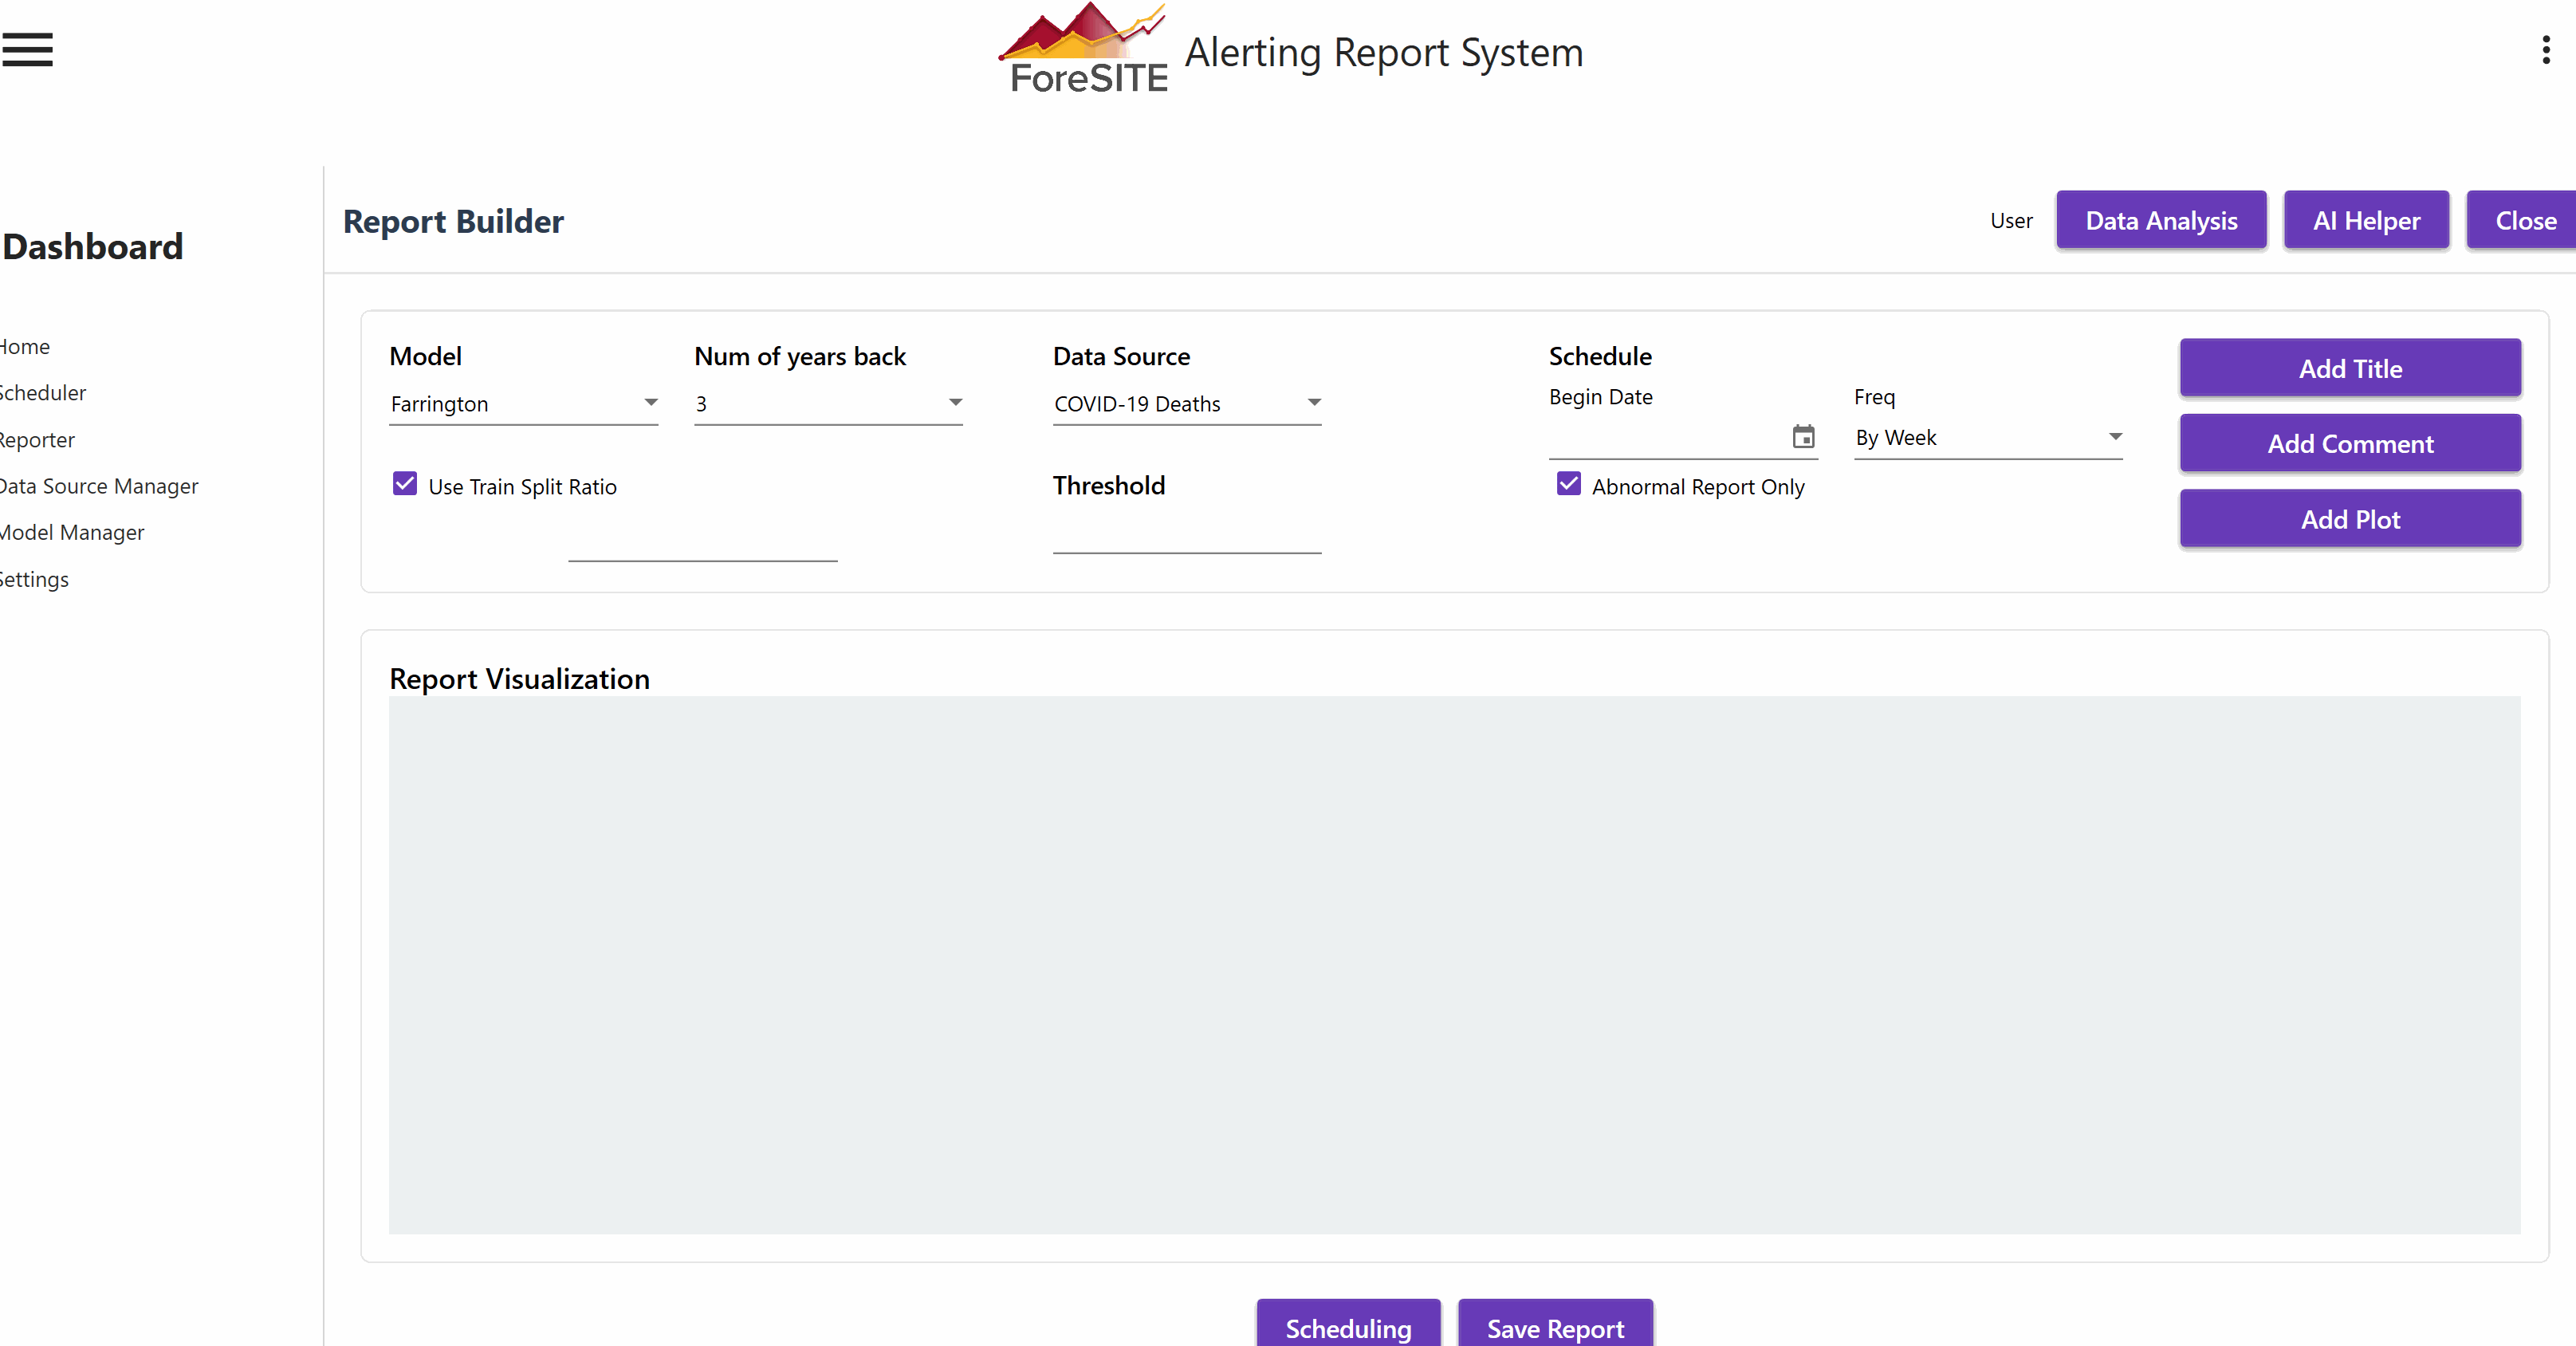 ForeSITE
Alerting Report System
Dashboard
Home
Scheduler
Reporter
Data Source Manager
Model Manager
Settings
Report Builder
User
Data Analysis
AI Helper
Close
Model
Num of years back
Data Source
Schedule
Farrington
3
COVID-19 Deaths
Begin Date
Freq
By Week
Use Train Split Ratio
Threshold
Abnormal Report Only
Add Title
Add Comment
Add Plot
Report Visualization
Scheduling
Save Report